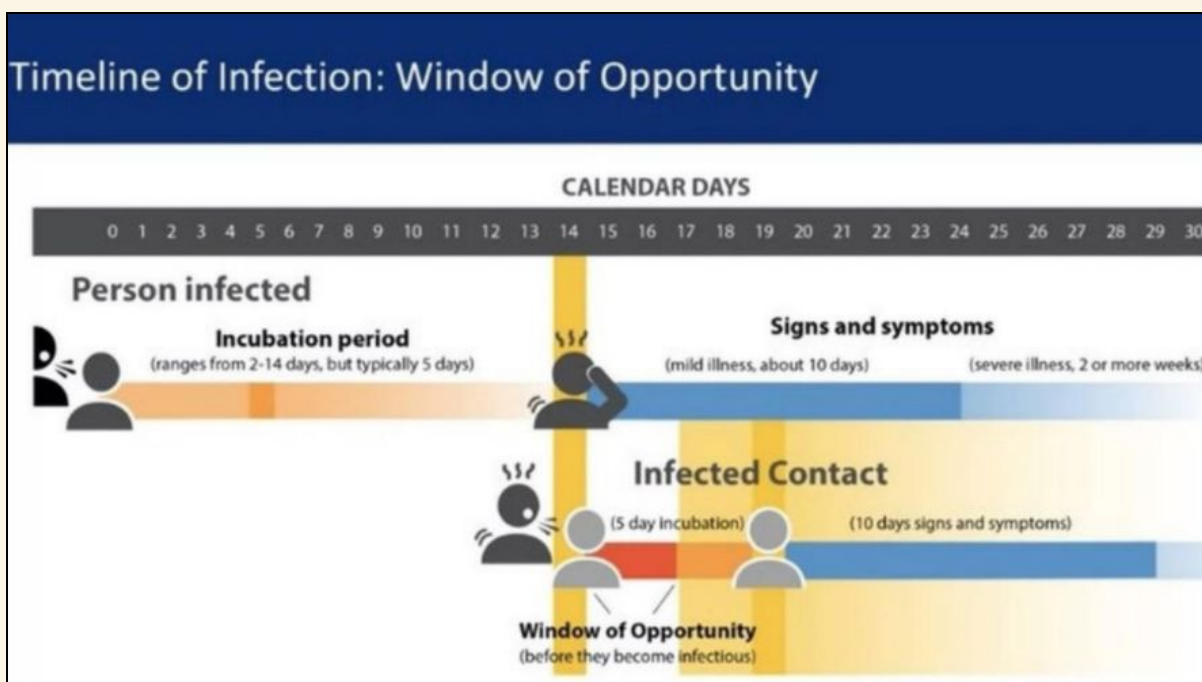 Timeline of Infection: Window of Opportunity
CALENDAR DAYS
0 1 2 3 4 5 6 7 8 9 10 11 12 13 14 15 16 17 18 19 20 21 22 23 24 25 26 27 28 29 30
Person infected
Incubation period
(ranges from 2-14 days, but typically 5 days)
Signs and symptoms
(mild illness, about 10 days)
(severe illness, 2 or more weeks)
Infected Contact
(5 day incubation)
(10 days signs and symptoms)
Window of Opportunity
(before they become infectious)